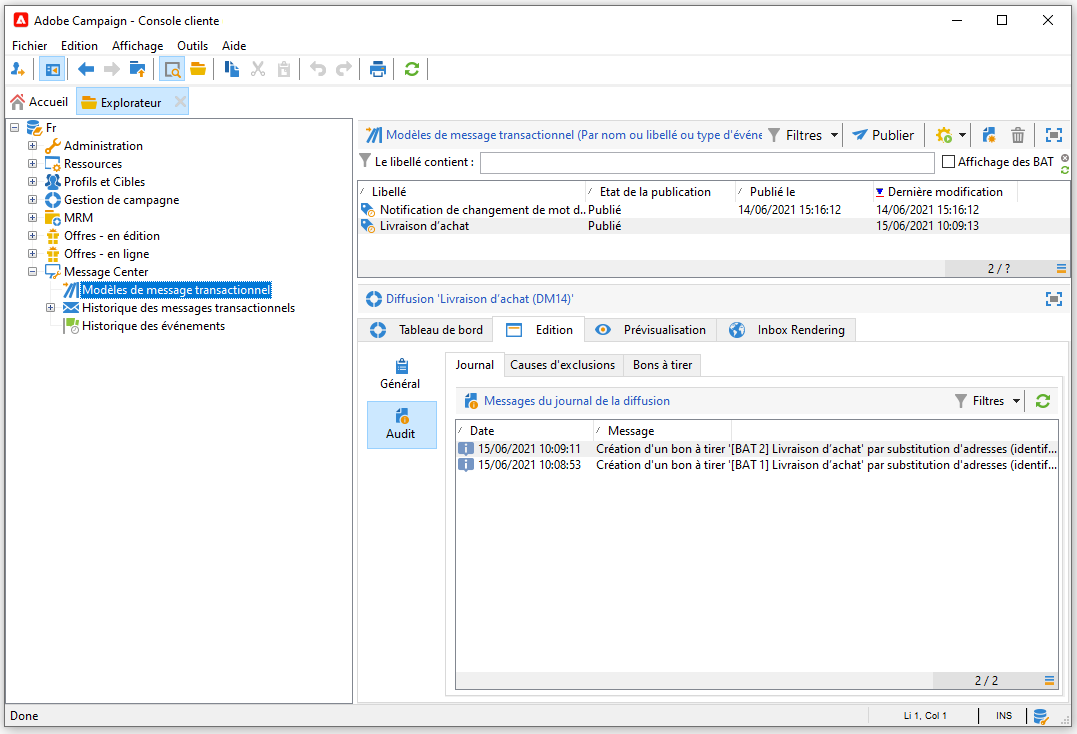 Adobe Campaign - Console cliente
Fichier Edition Affichage Outils Aide
Accueil Explorateur
Fr
Administration
Ressources
Profils et Cibles
Gestion de campagne
MRM
Offres - en édition
Offres - en ligne
Message Center
Modèles de message transactionnel
Historique des messages transactionnels
Historique des événements
Modèles de message transactionnel (Par nom ou libellé ou type d'événe Filtres Publier
Le libellé contient : Affichage des BAT
Libellé Etat de la publication Publié le Dernière modification
Notification de changement de mot d... Publié 14/06/2021 15:16:12 14/06/2021 15:16:12
Livraison d'achat Publié 15/06/2021 10:09:13
2 / ?
Diffusion 'Livraison d'achat (DM14)'
Tableau de bord Edition Prévisualisation Inbox Rendering
Général
Audit
Journal Causes d'exclusions Bons à tirer
Messages du journal de la diffusion Filtres
Date Message
15/06/2021 10:09:11 Création d'un bon à tirer '[BAT 2] Livraison d'achat' par substitution d'adresses (identif...
15/06/2021 10:08:53 Création d'un bon à tirer '[BAT 1] Livraison d'achat' par substitution d'adresses (identif...
2 / 2
Done Li 1, Col 1 INS